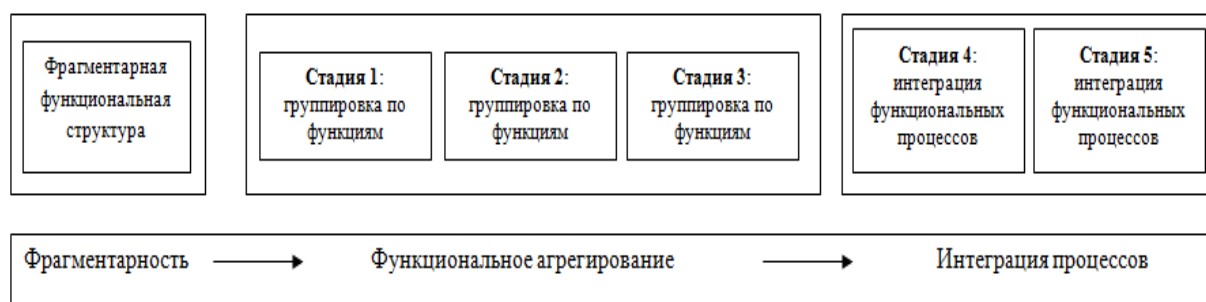 Фрагментарная
функциональная
структура
Стадия 1:
группировка по
функциям
Стадия 2:
группировка по
функциям
Стадия 3:
группировка по
функциям
Стадия 4:
интеграция
функциональных
процессов
Стадия 5:
интеграция
функциональных
процессов
Фрагментарность
Функциональное агрегирование
Интеграция процессов